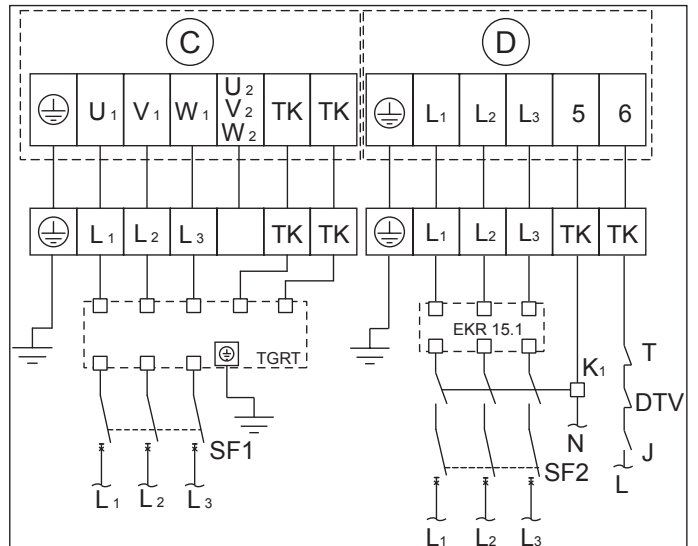 C D
U1 V1 W1 U2 V2 W2 TK TK L1 L2 L3 5 6
L1 L2 L3 TK TK L1 L2 L3 TK TK
EKR 15.1
TGRT
T
K1
DTV
N
J
SF1
SF2
L
L1 L2 L3
L1 L2 L3